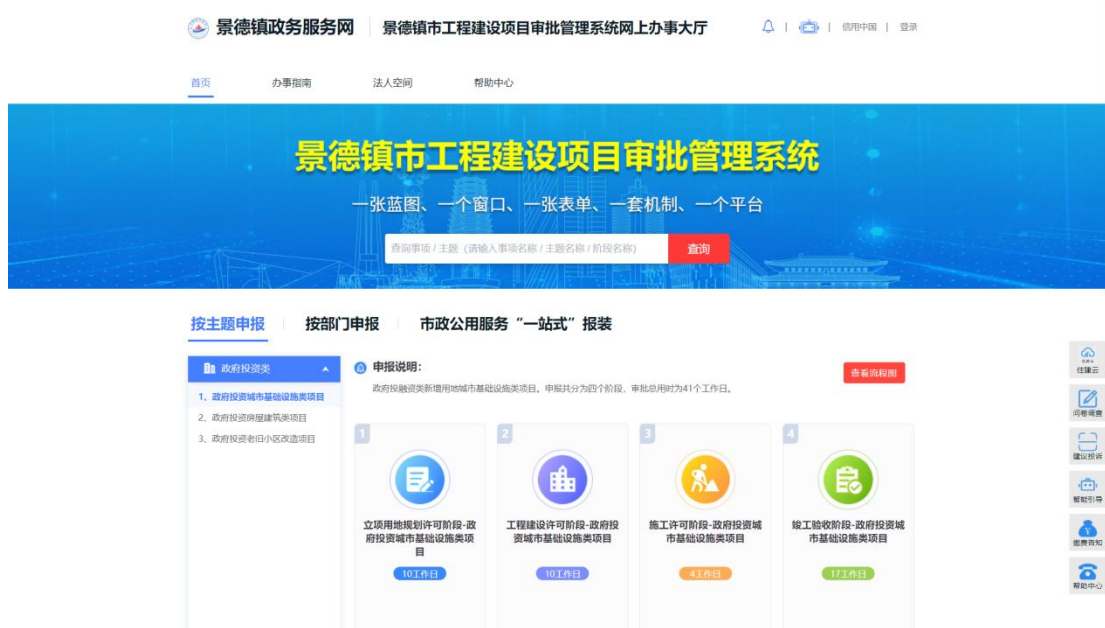 景德镇政务服务网 景德镇市工程建设项目审批管理系统网上办事大厅 | 信用中国 | 登录
首页 办事指南 法人空间 帮助中心
景德镇市工程建设项目审批管理系统
一张蓝图、一个窗口、一张表单、一套机制、一个平台
查询事项 / 主题（请输入事项名称 / 主题名称 / 阶段名称） 查询
按主题申报 按部门申报 市政公用服务“一站式”报装
政府投资类
1、政府投资城市基础设施类项目
2、政府投资房屋建筑类项目
3、政府投资老旧小区改造项目
申报说明：
查看流程图
政府投融资类新增用地城市基础设施类项目。申报共分为四个阶段、审批总用时为41个工作日。
1
立项用地规划许可阶段-政
府投资城市基础设施类项
目
10工作日
2
工程建设许可阶段-政府投
资城市基础设施类项目
10工作日
3
施工许可阶段-政府投资城
市基础设施类项目
4工作日
4
竣工验收阶段-政府投资城
市基础设施类项目
17工作日
住建云
问卷调查
建议投诉
智能引导
缴费告知
帮助中心